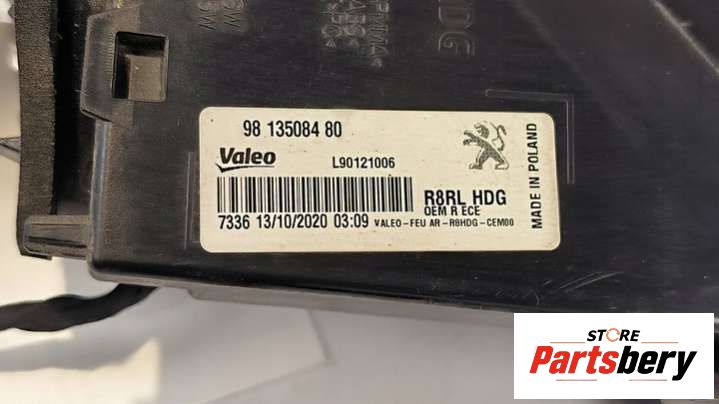 HDG
98 135084 80
Valeo
L90121006
R8RL HDG
OEM R ECE
7336 13/10/2020 03:09 VALEO-FEU AR-R8HDG-CEM00
MADE IN POLAND
STORE
Partsbery